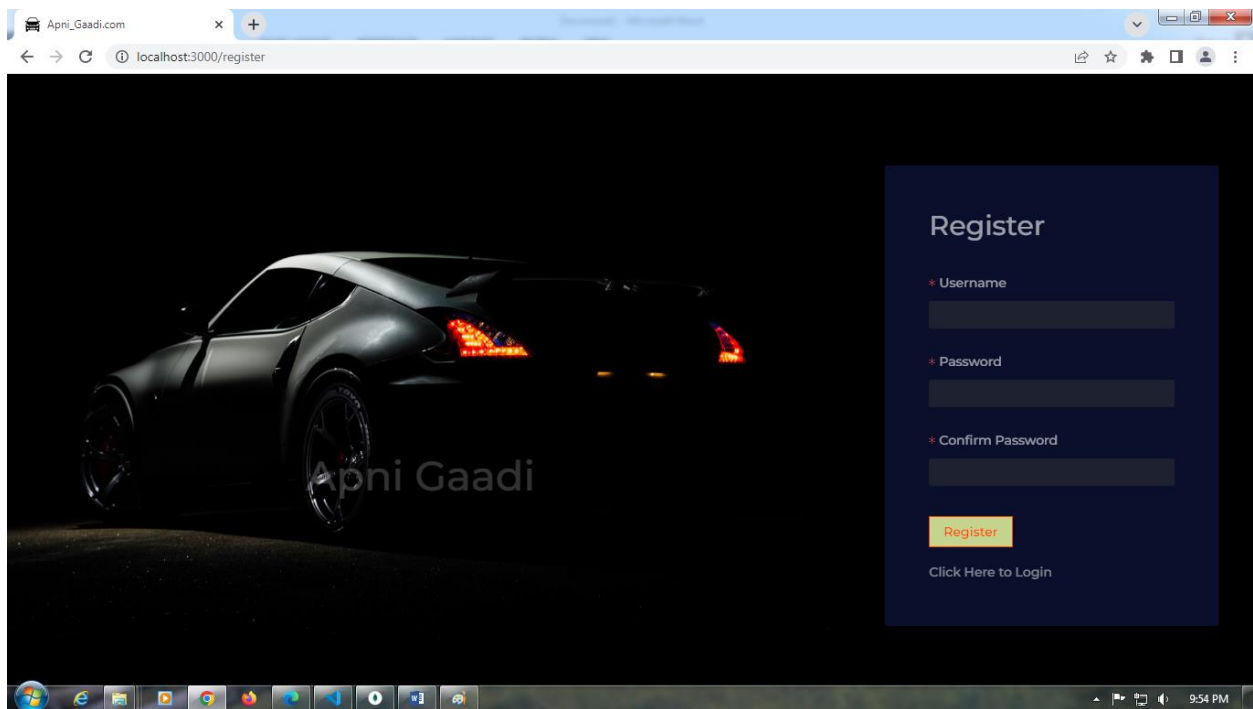 Apni_Gaadi.com
localhost:3000/register
Register
* Username
* Password
* Confirm Password
Apni Gaadi
Register
Click Here to Login
9:54 PM